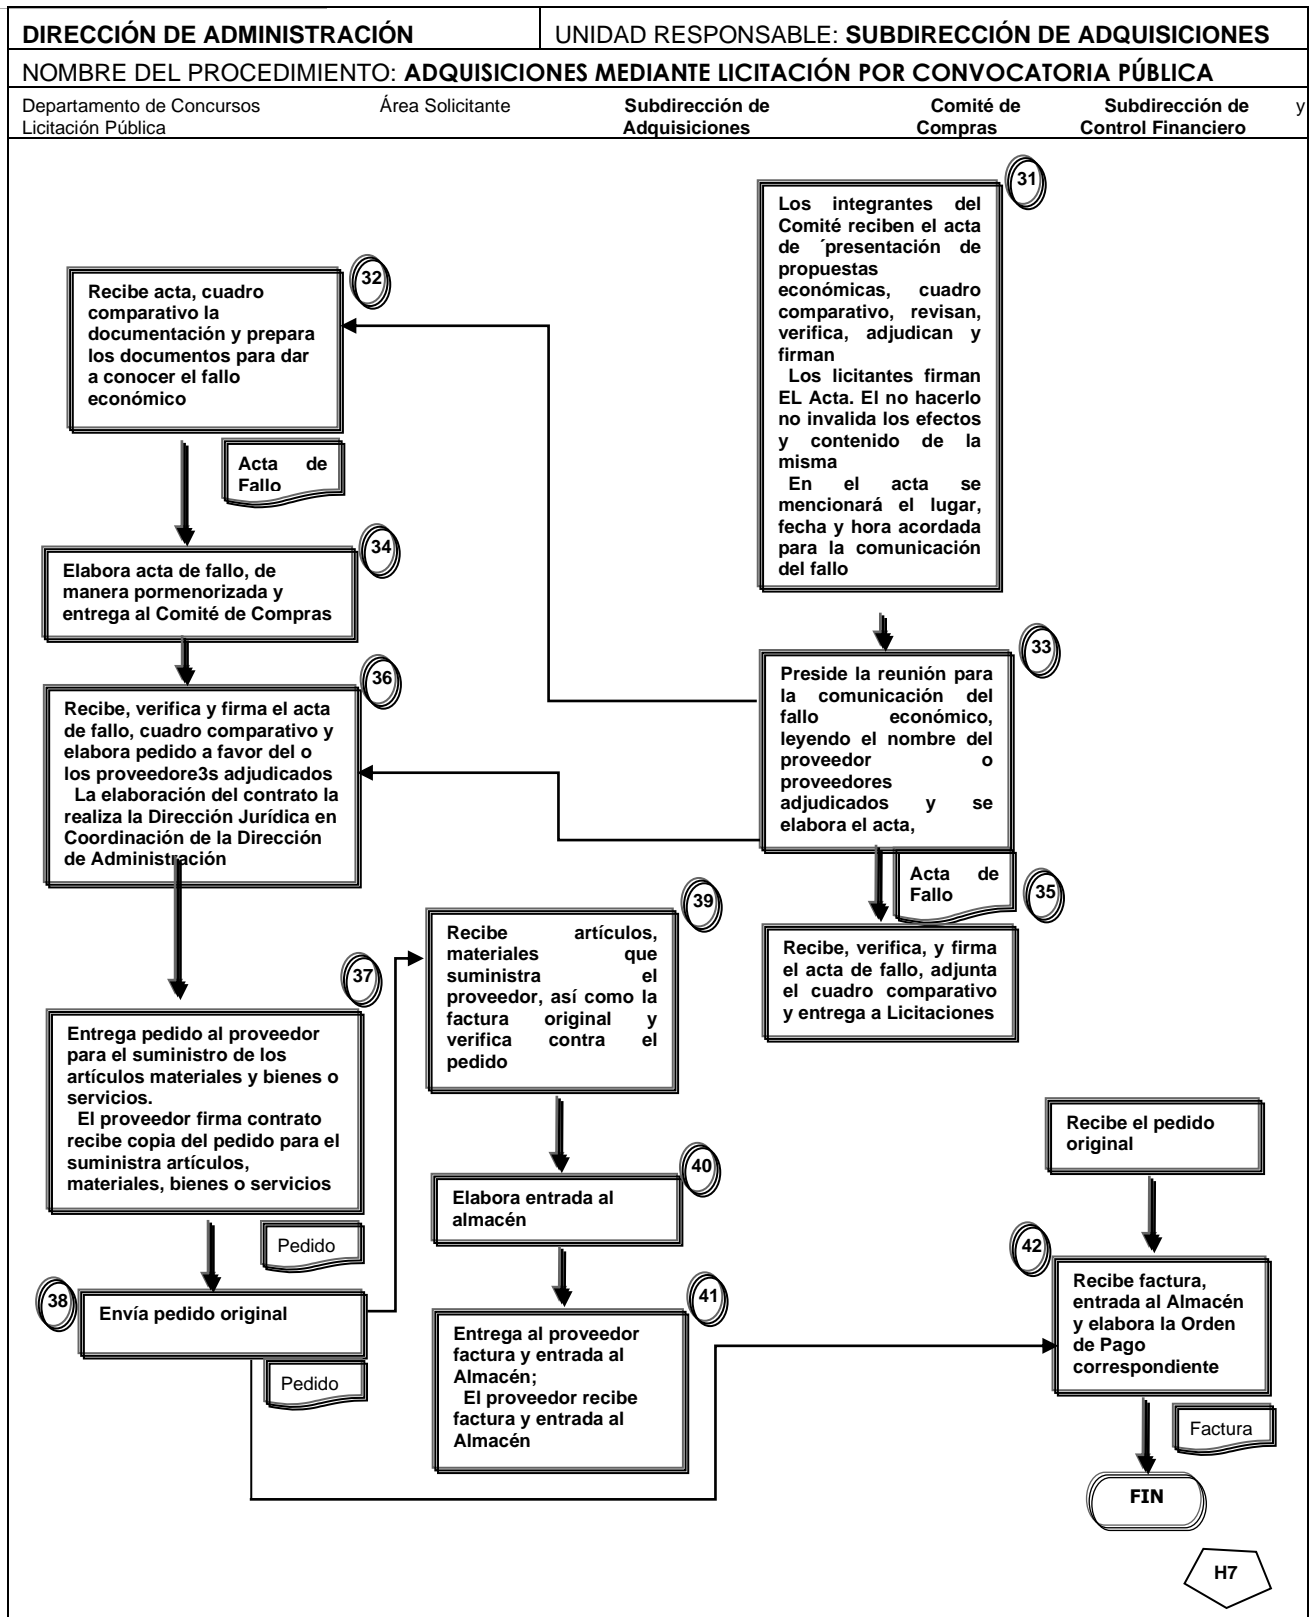 DIRECCIÓN DE ADMINISTRACIÓN
UNIDAD RESPONSABLE: SUBDIRECCIÓN DE ADQUISICIONES
NOMBRE DEL PROCEDIMIENTO: ADQUISICIONES MEDIANTE LICITACIÓN POR CONVOCATORIA PÚBLICA
Departamento de Concursos Área Solicitante Subdirección de Comité de Subdirección de y
Licitación Pública Adquisiciones Compras Control Financiero
31
Los integrantes del
Comité reciben el acta
de ´presentación de
propuestas
económicas, cuadro
comparativo, revisan,
verifica, adjudican y
firman
Los licitantes firman
EL Acta. El no hacerlo
no invalida los efectos
y contenido de la
misma
En el acta se
mencionará el lugar,
fecha y hora acordada
para la comunicación
del fallo
32
Recibe acta, cuadro
comparativo la
documentación y prepara
los documentos para dar
a conocer el fallo
económico
Acta de
Fallo
33
Preside la reunión para
la comunicación del
fallo económico,
leyendo el nombre del
proveedor o
proveedores
adjudicados y se
elabora el acta,
34
Elabora acta de fallo, de
manera pormenorizada y
entrega al Comité de Compras
Acta de
Fallo
35
Recibe, verifica, y firma
el acta de fallo, adjunta
el cuadro comparativo
y entrega a Licitaciones
36
Recibe, verifica y firma el acta
de fallo, cuadro comparativo y
elabora pedido a favor del o
los proveedore3s adjudicados
La elaboración del contrato la
realiza la Dirección Jurídica en
Coordinación de la Dirección
de Administración
37
Entrega pedido al proveedor
para el suministro de los
artículos materiales y bienes o
servicios.
El proveedor firma contrato
recibe copia del pedido para el
suministra artículos,
materiales, bienes o servicios
Pedido
38
Envía pedido original
Pedido
39
Recibe artículos,
materiales que
suministra el
proveedor, así como la
factura original y
verifica contra el
pedido
40
Elabora entrada al
almacén
41
Entrega al proveedor
factura y entrada al
Almacén;
El proveedor recibe
factura y entrada al
Almacén
Recibe el pedido
original
42
Recibe factura,
entrada al Almacén
y elabora la Orden
de Pago
correspondiente
Factura
FIN
H7